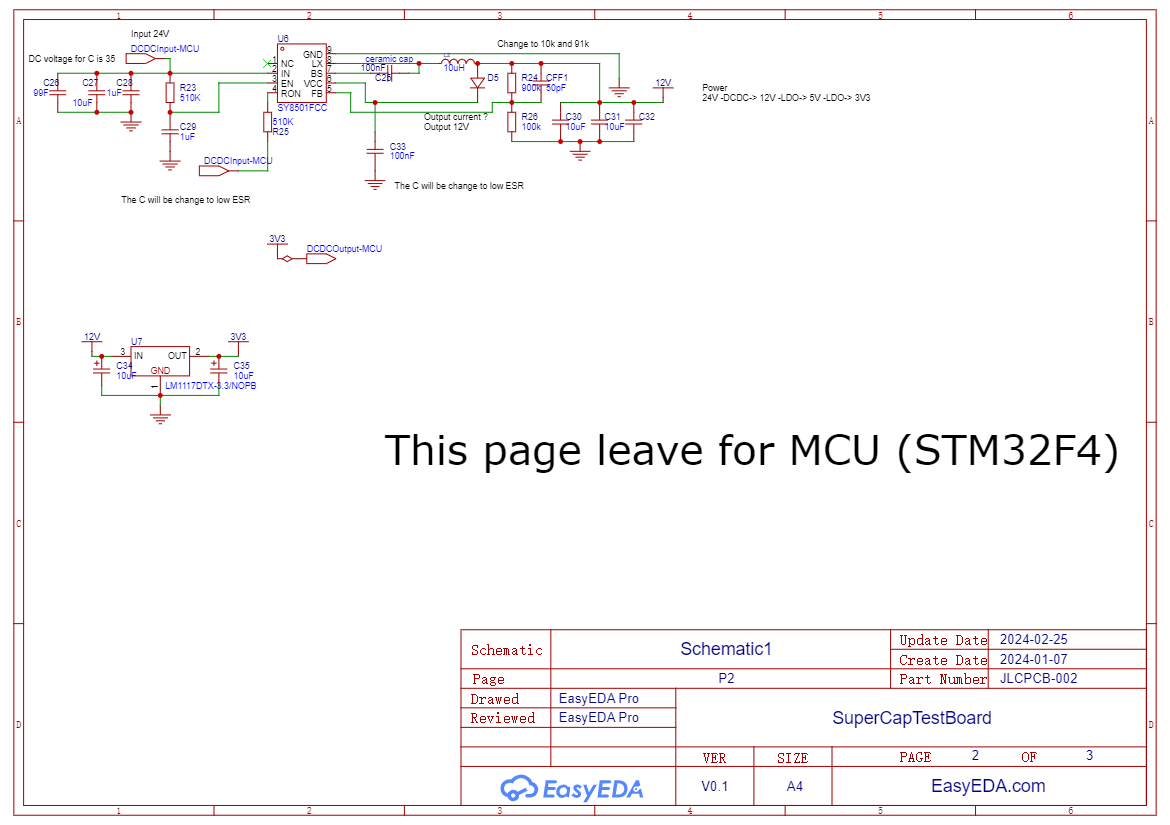 1 2 3 4 5 6
Input 24V
DCDCInput-MCU
DC voltage for C is 35
C26
99F
C27
10uF
C28
1uF
R23
510K
C29
1uF
U6
NC
IN
EN
RON
GND
LX
BS
VCC
FB
1
2
3
4
9
8
7
6
5
SY8501FCC
510K
R25
DCDCInput-MCU
The C will be change to low ESR
ceramic cap
100nF
10uH
D5
Change to 10k and 91k
R24
900k
CFF1
50pF
R26
100k
Output current ?
Output 12V
C33
100nF
The C will be change to low ESR
C30
10uF
C31
10uF
C32
12V
Power
24V -DCDC-> 12V -LDO-> 5V -LDO-> 3V3
A
A
3V3
DCDCOutput-MCU
B
B
12V
U7
3V3
3
IN
OUT
2
GND
1
C34
10uF
C35
10uF
LM1117DTX-3.3/NOPB
This page leave for MCU (STM32F4)
C
C
Schematic
Schematic1
Update Date 2024-02-25
Create Date 2024-01-07
Page
P2
Part Number JLCPCB-002
Drawed
EasyEDA Pro
Reviewed
EasyEDA Pro
SuperCapTestBoard
D
D
VER
SIZE
PAGE 2 OF 3
EasyEDA
V0.1
A4
EasyEDA.com
1 2 3 4 5 6